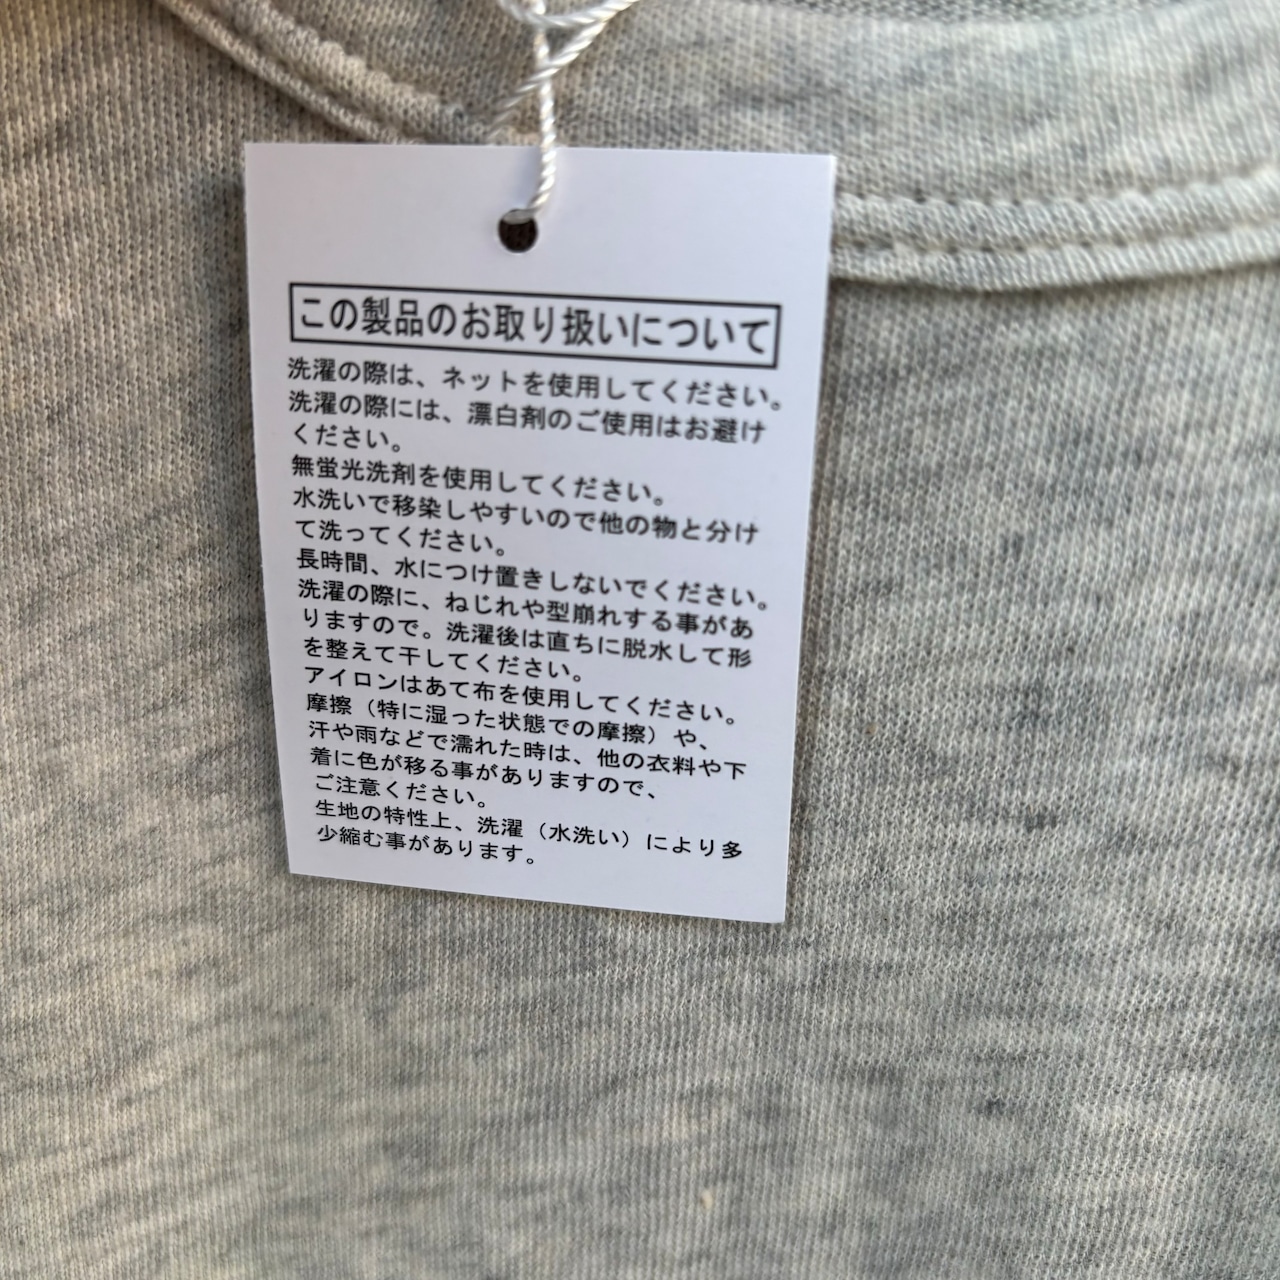 この製品のお取り扱いについて
洗濯の際は、ネットを使用してください。
洗濯の際には、漂白剤のご使用はお避け
ください。
無蛍光洗剤を使用してください。
水洗いで移染しやすいので他の物と分け
て洗ってください。
長時間、水につけ置きしないでください。
洗濯の際に、ねじれや型崩れする事があ
りますので。洗濯後は直ちに脱水して形
を整えて干してください。
アイロンはあて布を使用してください。
摩擦（特に湿った状態での摩擦）や、
汗や雨などで濡れた時は、他の衣料や下
着に色が移る事がありますので、
ご注意ください。
生地の特性上、洗濯（水洗い）により多
少縮む事があります。